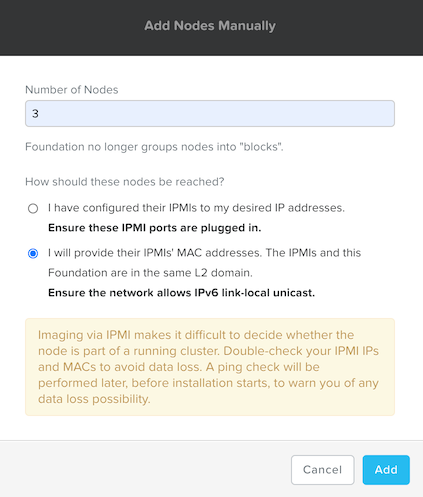 Add Nodes Manually
Number of Nodes
3
Foundation no longer groups nodes into "blocks".
How should these nodes be reached?
I have configured their IPMIs to my desired IP addresses.
Ensure these IPMI ports are plugged in.
I will provide their IPMIs' MAC addresses. The IPMIs and this
Foundation are in the same L2 domain.
Ensure the network allows IPv6 link-local unicast.
Imaging via IPMI makes it difficult to decide whether the
node is part of a running cluster. Double-check your IPMI IPs
and MACs to avoid data loss. A ping check will be
performed later, before installation starts, to warn you of any
data loss possibility.
Cancel
Add